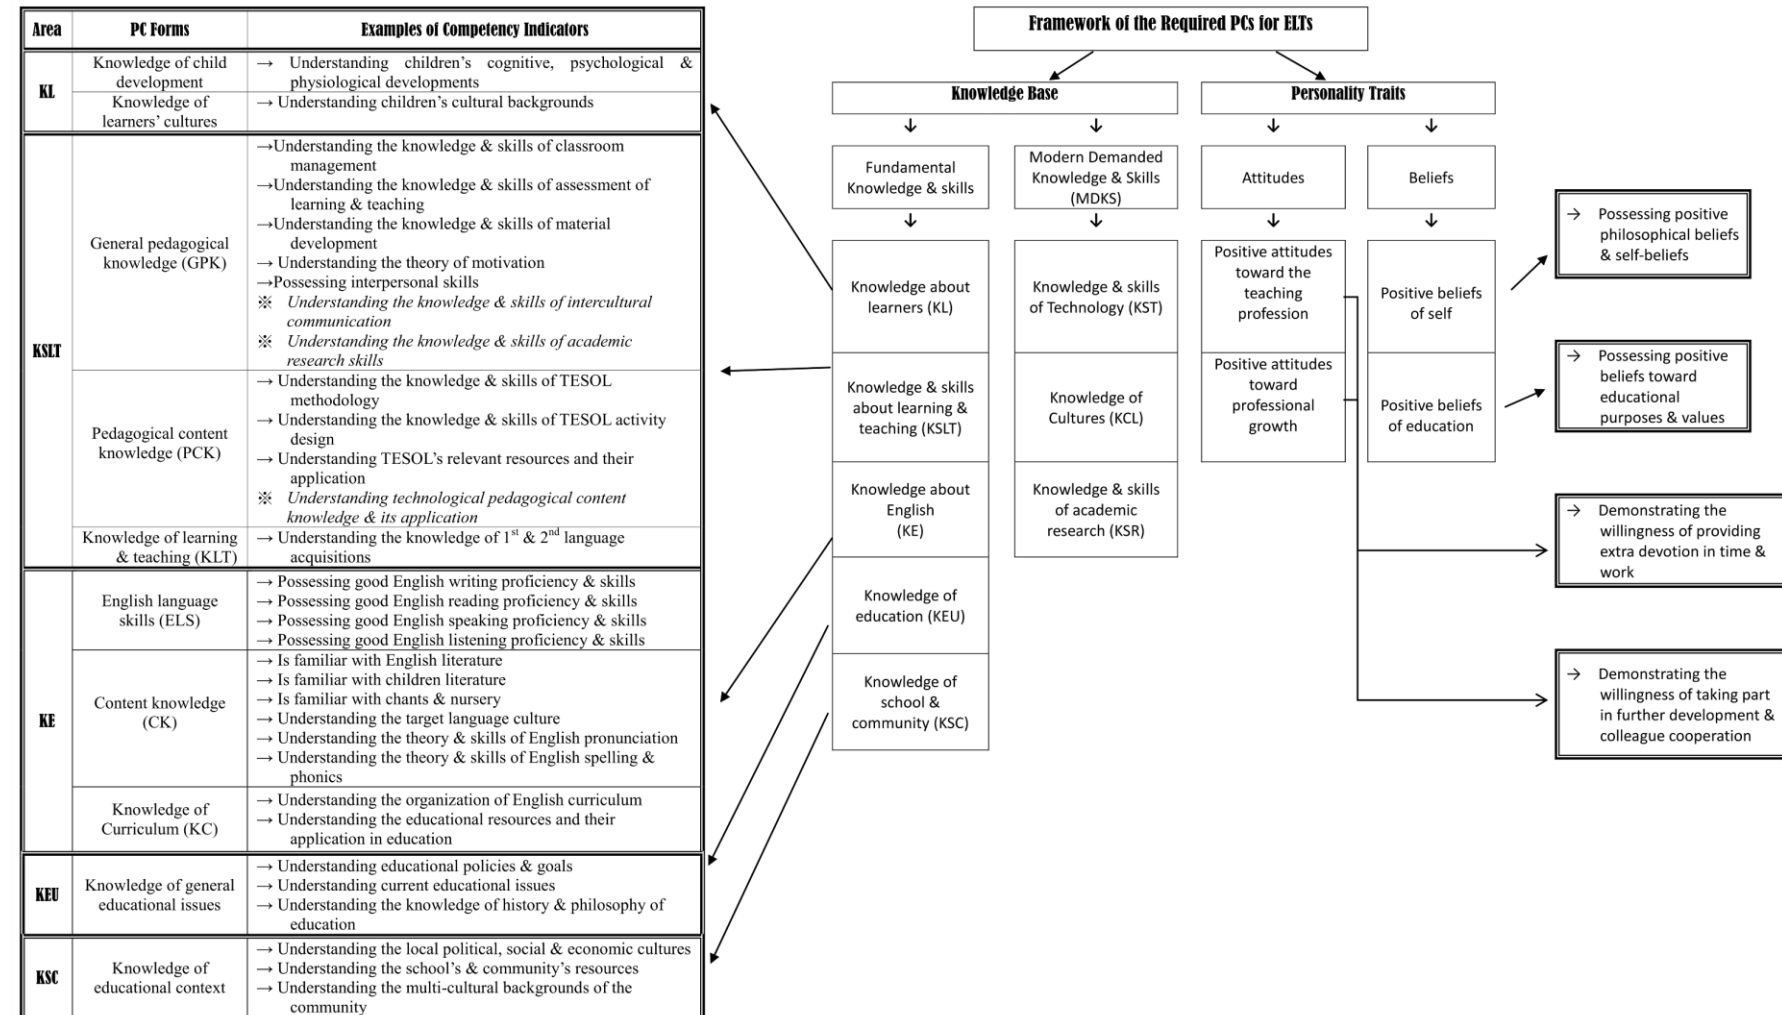 Area PC Forms Examples of Competency Indicators
KL
Knowledge of child
development
→ Understanding children's cognitive, psychological &
physiological developments
Knowledge of
learners' cultures
→ Understanding children's cultural backgrounds
KSLT
General pedagogical
knowledge (GPK)
→Understanding the knowledge & skills of classroom
management
→Understanding the knowledge & skills of assessment of
learning & teaching
→Understanding the knowledge & skills of material
development
→ Understanding the theory of motivation
→Possessing interpersonal skills
※ Understanding the knowledge & skills of intercultural
communication
※ Understanding the knowledge & skills of academic
research skills
Pedagogical content
knowledge (PCK)
→ Understanding the knowledge & skills of TESOL
methodology
→ Understanding the knowledge & skills of TESOL activity
design
→ Understanding TESOL's relevant resources and their
application
※ Understanding technological pedagogical content
knowledge & its application
Knowledge of learning
& teaching (KLT)
→ Understanding the knowledge of 1st & 2nd language
acquisitions
KE
English language
skills (ELS)
→ Possessing good English writing proficiency & skills
→ Possessing good English reading proficiency & skills
→ Possessing good English speaking proficiency & skills
→ Possessing good English listening proficiency & skills
Content knowledge
(CK)
→ Is familiar with English literature
→ Is familiar with children literature
→ Is familiar with chants & nursery
→ Understanding the target language culture
→ Understanding the theory & skills of English pronunciation
→ Understanding the theory & skills of English spelling &
phonics
Knowledge of
Curriculum (KC)
→ Understanding the organization of English curriculum
→ Understanding the educational resources and their
application in education
KEU
Knowledge of general
educational issues
→ Understanding educational policies & goals
→ Understanding current educational issues
→ Understanding the knowledge of history & philosophy of
education
KSC
Knowledge of
educational context
→ Understanding the local political, social & economic cultures
→ Understanding the school's & community's resources
→ Understanding the multi-cultural backgrounds of the
community
Framework of the Required PCs for ELTs
Knowledge Base
Personality Traits
Fundamental
Knowledge & skills
Modern Demanded
Knowledge & Skills
(MDKS)
Attitudes
Beliefs
Knowledge about
learners (KL)
Knowledge & skills
about learning &
teaching (KSLT)
Knowledge about
English
(KE)
Knowledge of
education (KEU)
Knowledge of
school &
community (KSC)
Knowledge & skills
of Technology (KST)
Knowledge of
Cultures (KCL)
Knowledge & skills
of academic
research (KSR)
Positive attitudes
toward the
teaching
profession
Positive attitudes
toward
professional
growth
Positive beliefs
of self
Positive beliefs
of education
→ Possessing positive
philosophical beliefs
& self-beliefs
→ Possessing positive
beliefs toward
educational
purposes & values
→ Demonstrating the
willingness of providing
extra devotion in time &
work
→ Demonstrating the
willingness of taking part
in further development &
colleague cooperation